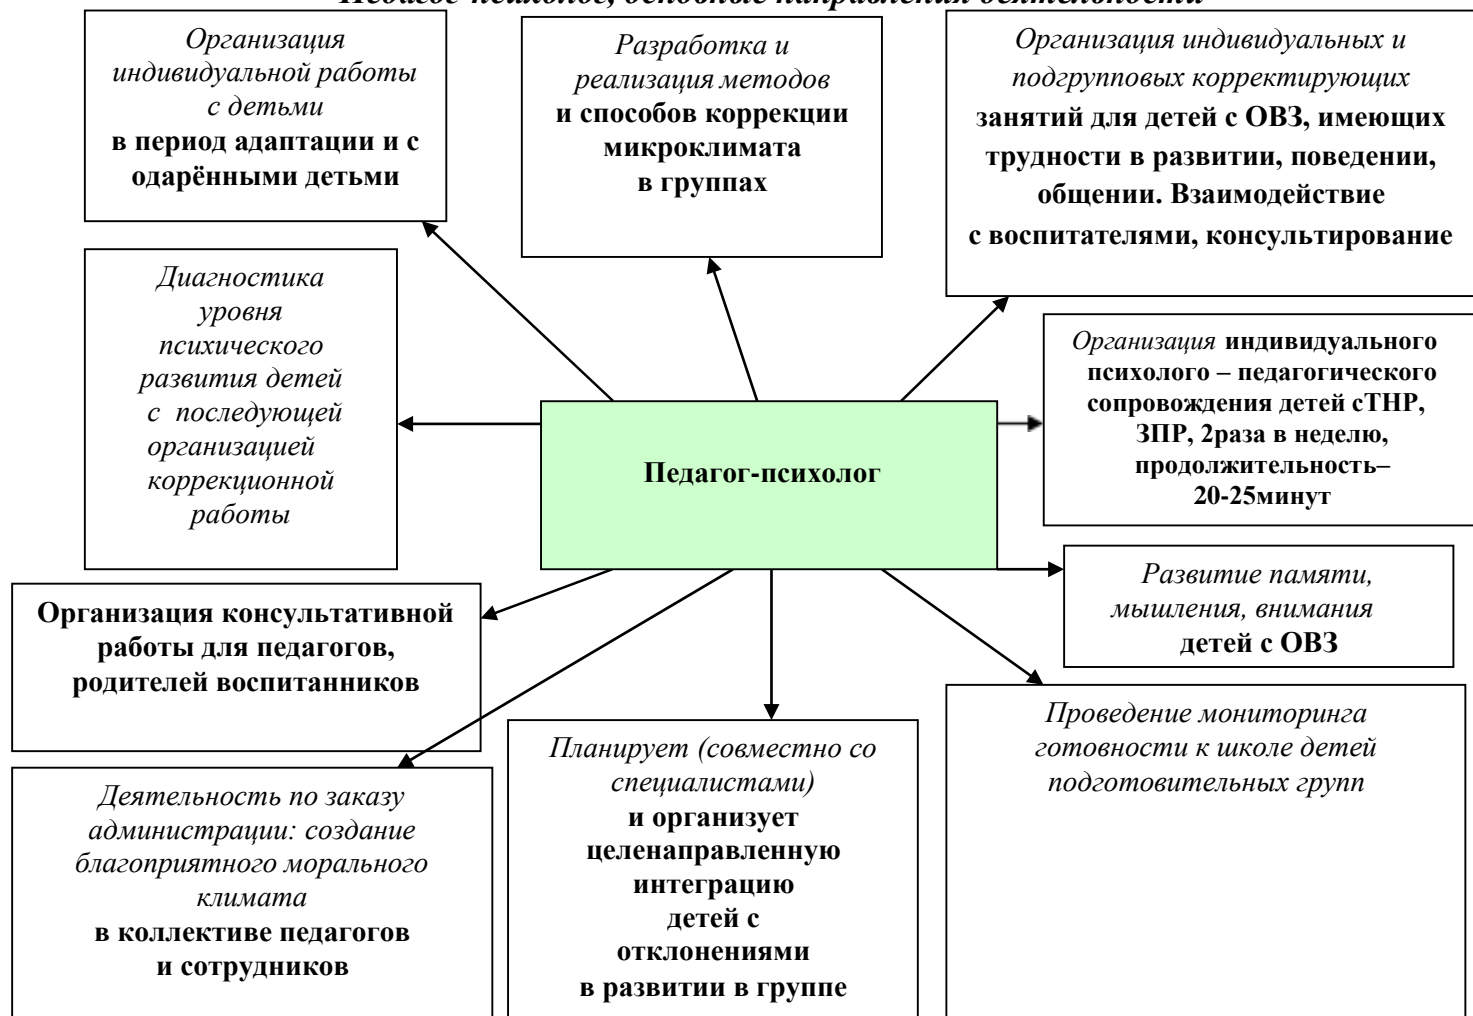 Педагог-психолог, основные направления деятельности
Организация
индивидуальной работы
с детьми
в период адаптации и с
одарёнными детьми
Разработка и
реализация методов
и способов коррекции
микроклимата
в группах
Организация индивидуальных и
подгрупповых корректирующих
занятий для детей с ОВЗ, имеющих
трудности в развитии, поведении,
общении. Взаимодействие
с воспитателями, консультирование
Диагностика
уровня
психического
развития детей
с последующей
организацией
коррекционной
работы
Организация индивидуального
психолого – педагогического
сопровождения детей сТНР,
ЗПР, 2раза в неделю,
продолжительность–
20-25минут
Педагог-психолог
Развитие памяти,
мышления, внимания
детей с ОВЗ
Организация консультативной
работы для педагогов,
родителей воспитанников
Проведение мониторинга
готовности к школе детей
подготовительных групп
Деятельность по заказу
администрации: создание
благоприятного морального
климата
в коллективе педагогов
и сотрудников
Планирует (совместно со
специалистами)
и организует
целенаправленную
интеграцию
детей с
отклонениями
в развитии в группе